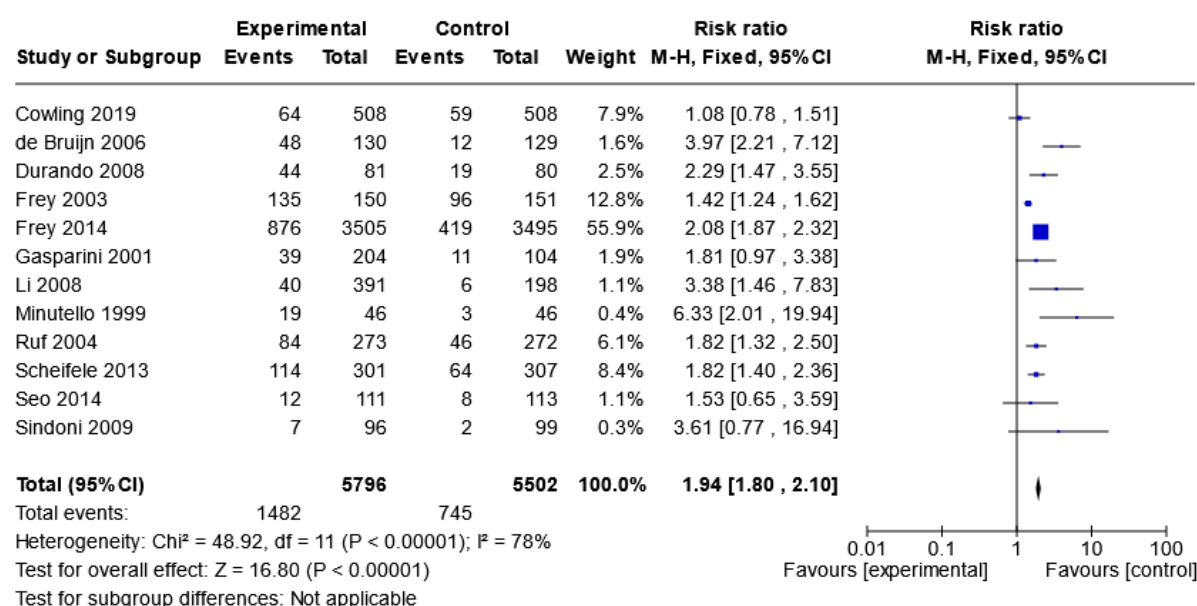 Experimental Control Risk ratio Risk ratio
Study or Subgroup Events Total Events Total Weight M-H, Fixed, 95% CI M-H, Fixed, 95% CI
Cowling 2019 64 508 59 508 7.9% 1.08 [0.78 , 1.51]
de Bruijn 2006 48 130 12 129 1.6% 3.97 [2.21 , 7.12]
Durando 2008 44 81 19 80 2.5% 2.29 [1.47 , 3.55]
Frey 2003 135 150 96 151 12.8% 1.42 [1.24 , 1.62]
Frey 2014 876 3505 419 3495 55.9% 2.08 [1.87 , 2.32]
Gasparini 2001 39 204 11 104 1.9% 1.81 [0.97 , 3.38]
Li 2008 40 391 6 198 1.1% 3.38 [1.46 , 7.83]
Minutello 1999 19 46 3 46 0.4% 6.33 [2.01 , 19.94]
Ruf 2004 84 273 46 272 6.1% 1.82 [1.32 , 2.50]
Scheifele 2013 114 301 64 307 8.4% 1.82 [1.40 , 2.36]
Seo 2014 12 111 8 113 1.1% 1.53 [0.65 , 3.59]
Sindoni 2009 7 96 2 99 0.3% 3.61 [0.77 , 16.94]
Total (95% CI) 5796 5502 100.0% 1.94 [1.80 , 2.10]
Total events: 1482 745
Heterogeneity: Chi² = 48.92, df = 11 (P < 0.00001); I² = 78%
Test for overall effect: Z = 16.80 (P < 0.00001)
Test for subgroup differences: Not applicable
0.01 0.1 1 10 100
Favours [experimental] Favours [control]